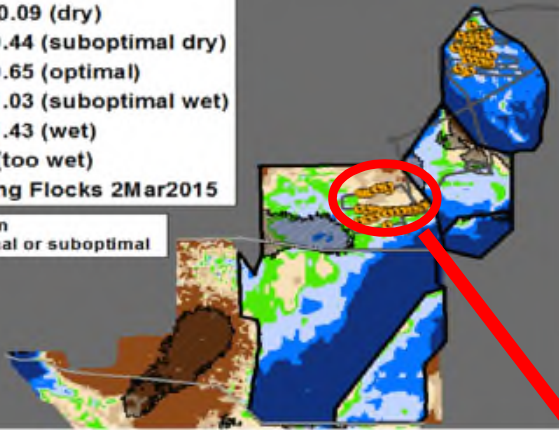 0.09 (dry)
.44 (suboptimal dry)
.65 (optimal)
.03 (suboptimal wet)
.43 (wet)
(too wet)
ng Flocks 2Mar2015
n
al or suboptimal